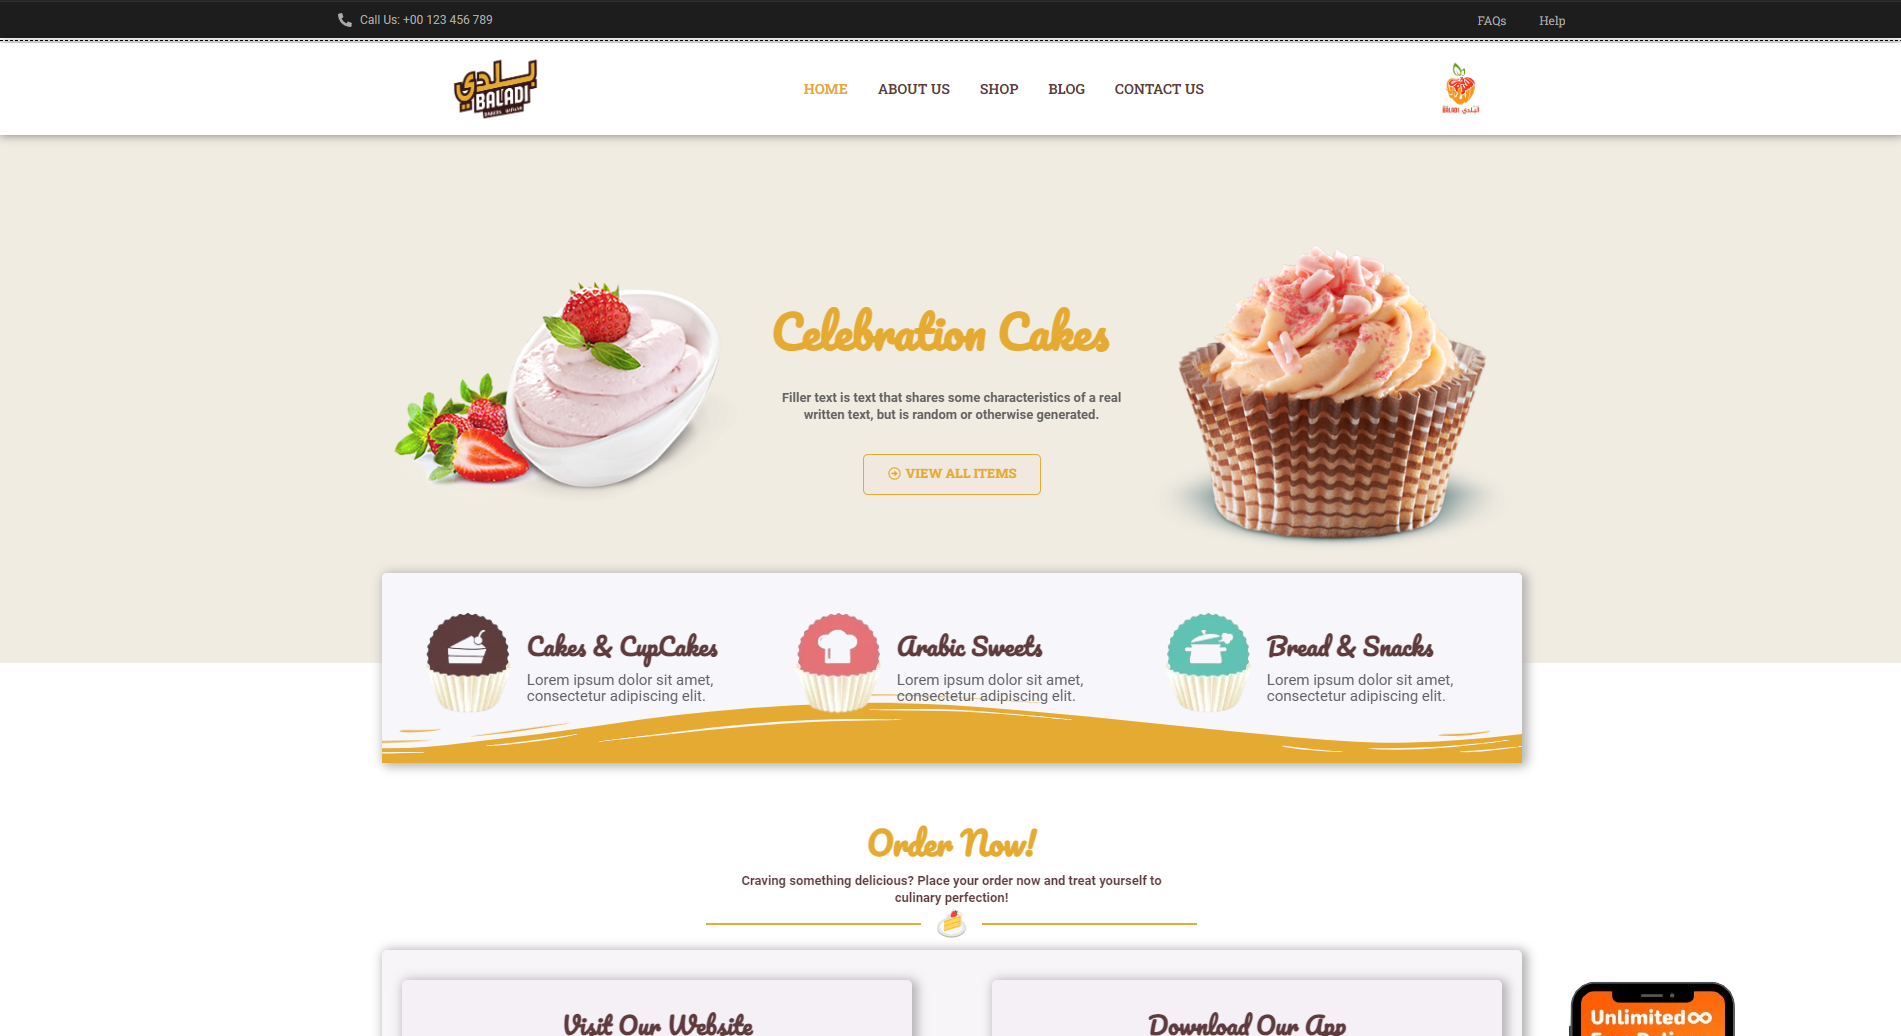 Call Us: +00 123 456 789
FAQs
Help
بلدي
BALADI
HOME
ABOUT US
SHOP
BLOG
CONTACT US
Celebration Cakes
Filler text is text that shares some characteristics of a real
written text, but is random or otherwise generated.
VIEW ALL ITEMS
Cakes & CupCakes
Lorem ipsum dolor sit amet,
consectetur adipiscing elit.
Arabic Sweets
Lorem ipsum dolor sit amet,
consectetur adipiscing elit.
Bread & Snacks
Lorem ipsum dolor sit amet,
consectetur adipiscing elit.
Order Now!
Craving something delicious? Place your order now and treat yourself to
culinary perfection!
Visit Our Website
Download Our App
Unlimited